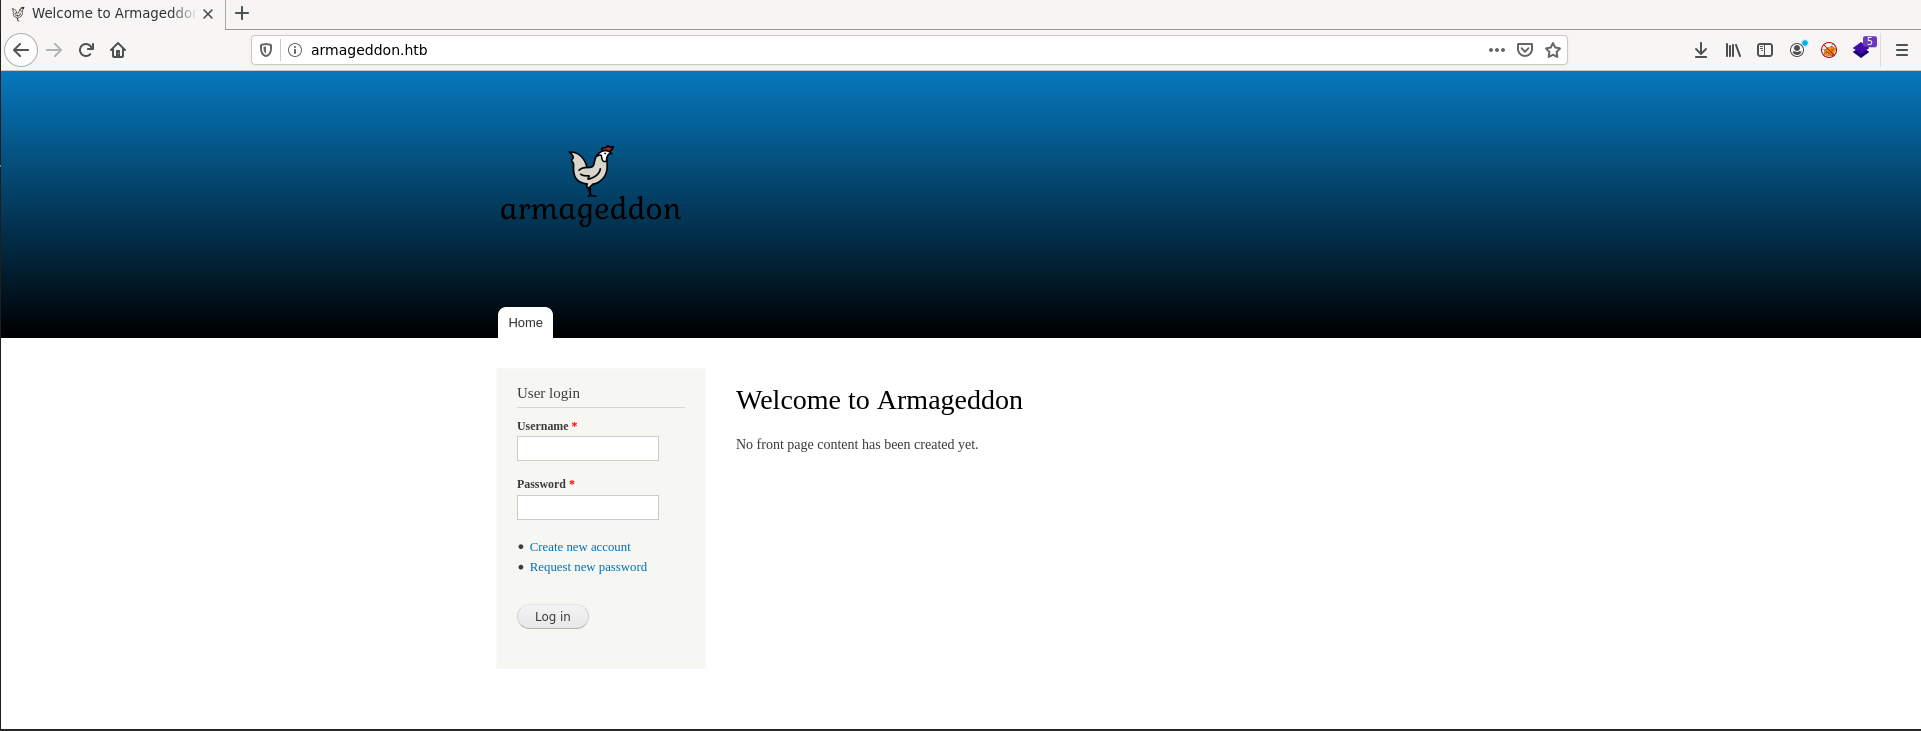 Welcome to Armageddon
armageddon.htb
5
armageddon
Home
User login
Username *
Password *
Create new account
Request new password
Log in
Welcome to Armageddon
No front page content has been created yet.